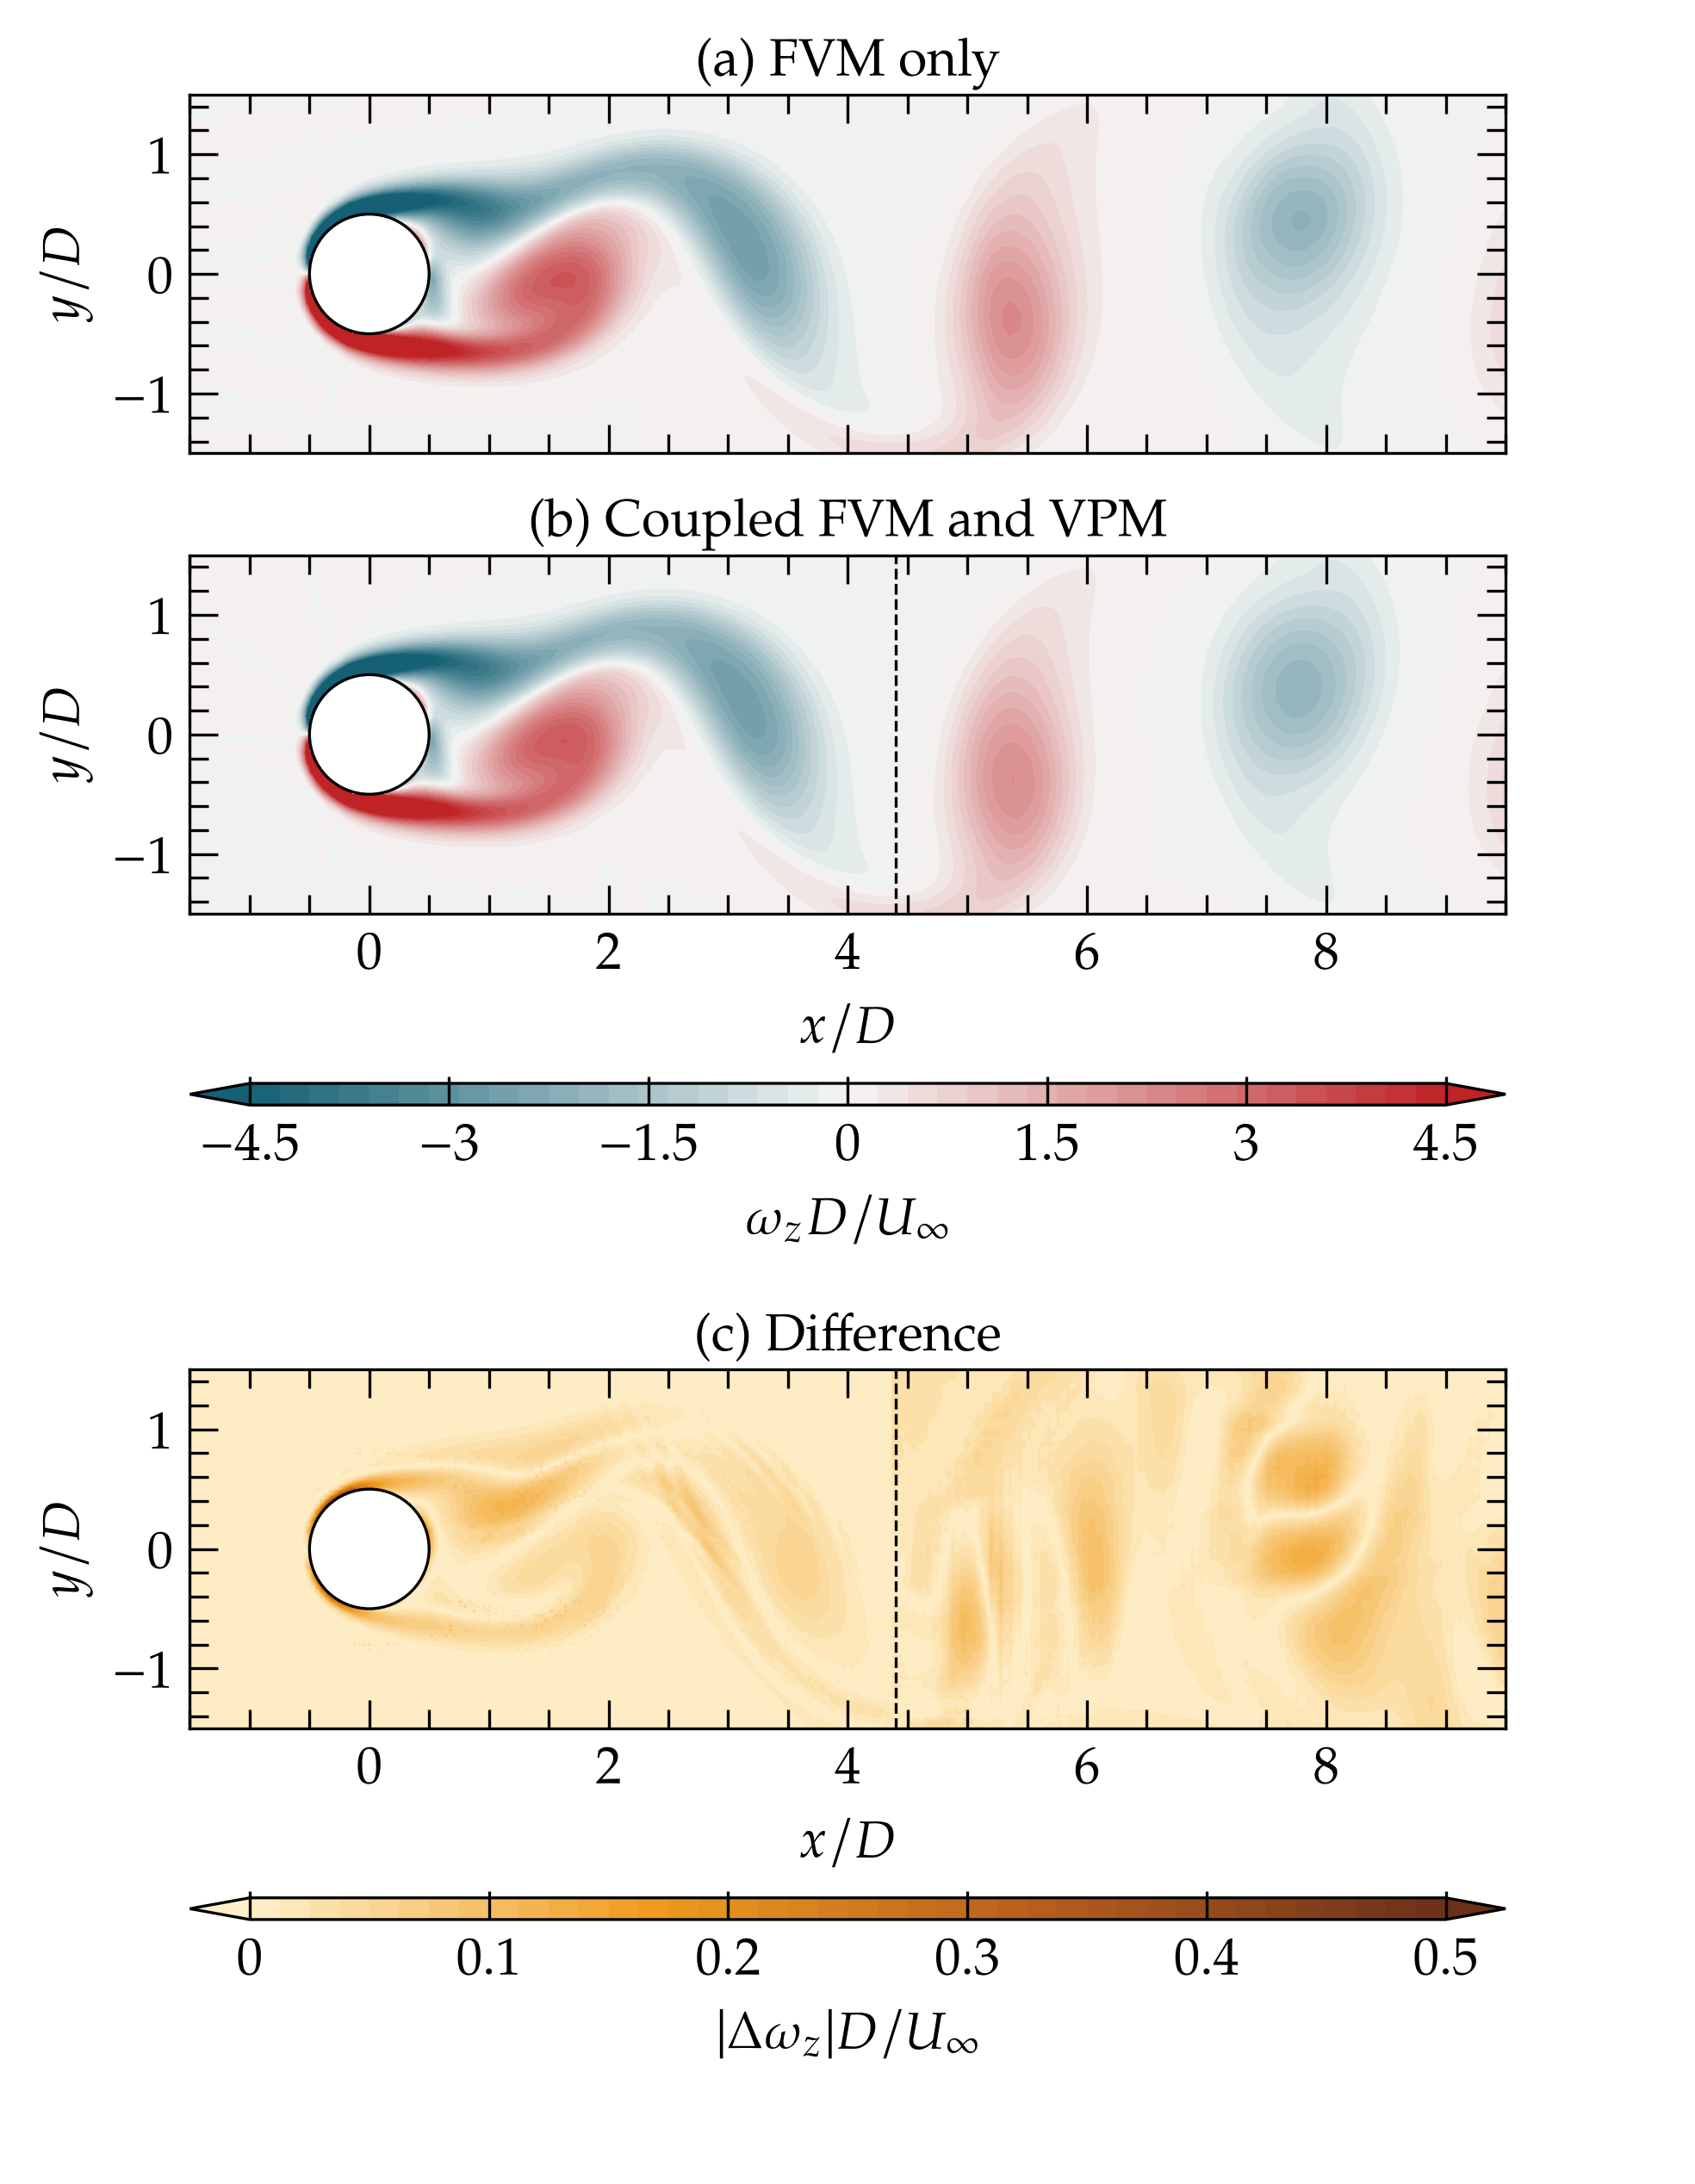 (a) FVM only
1
0
−1
y/D
(b) Coupled FVM and VPM
1
0
−1
y/D
0 2 4 6 8
x/D
−4.5 −3 −1.5 0 1.5 3 4.5
ω_z D/U_∞
(c) Difference
1
0
−1
y/D
0 2 4 6 8
x/D
0 0.1 0.2 0.3 0.4 0.5
|Δω_z|D/U_∞